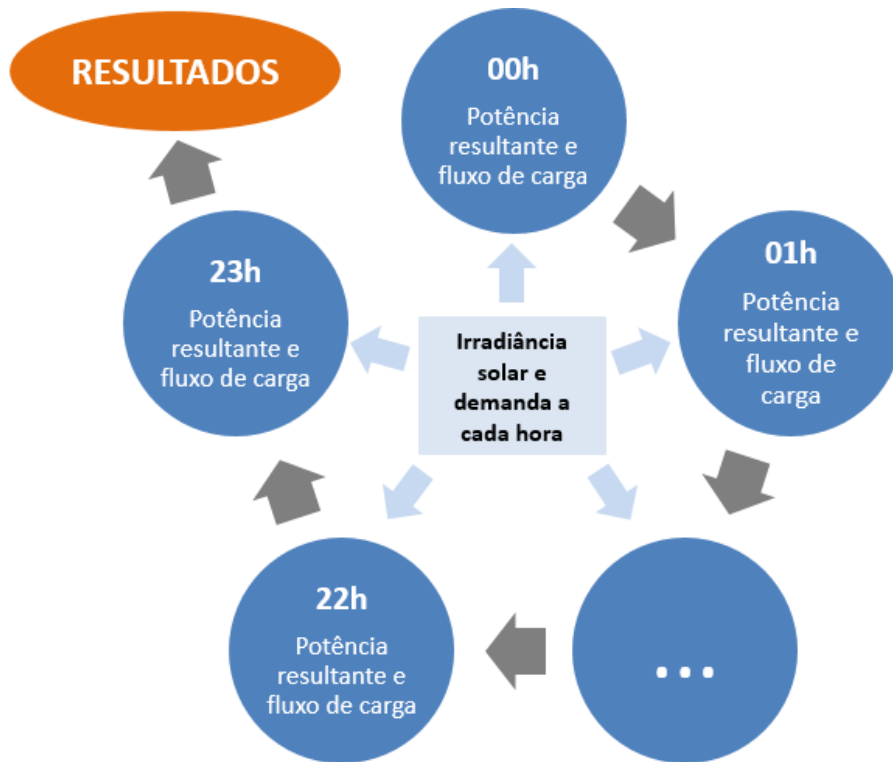 RESULTADOS
00h
Potência
resultante e
fluxo de carga
01h
Potência
resultante e
fluxo de
carga
...
22h
Potência
resultante e
fluxo de carga
23h
Potência
resultante e
fluxo de carga
Irradiância
solar e
demanda a
cada hora